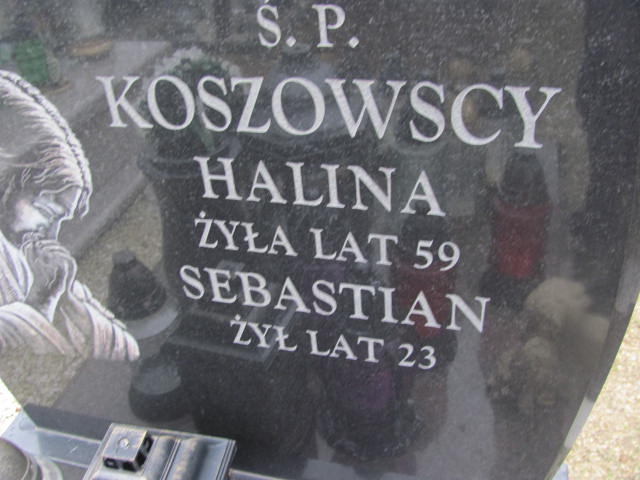 Ś. P.
KOSZOWSCY
HALINA
ŻYŁA LAT 59
SEBASTIAN
ŻYŁ LAT 23